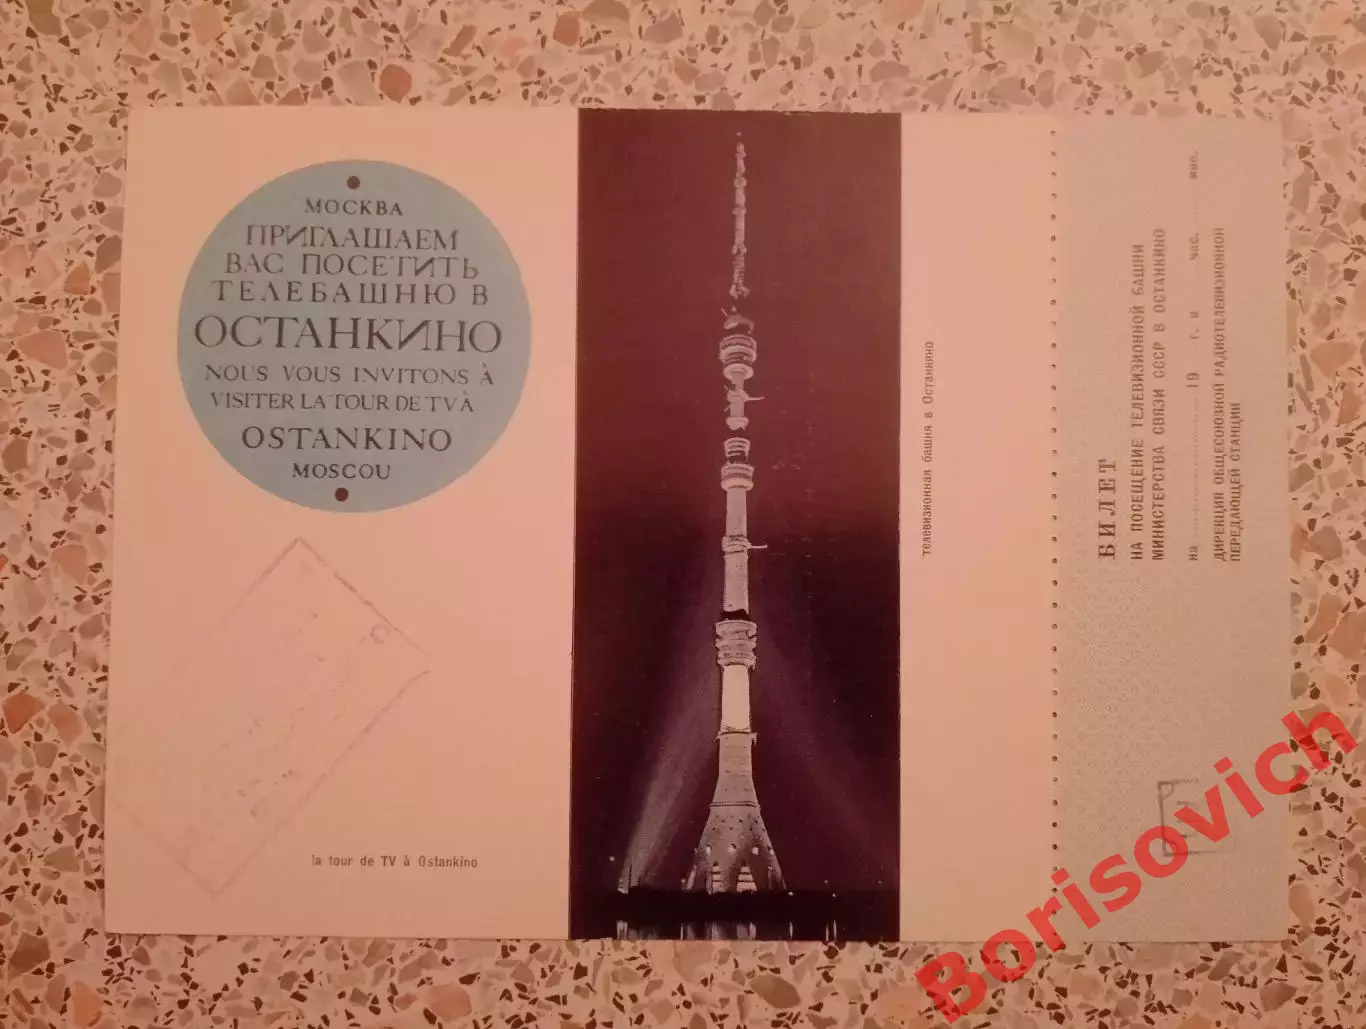 МОСКВА
ПРИГЛАШАЕМ
ВАС ПОСЕТИТЬ
ТЕЛЕБАШНЮ В
ОСТАНКИНО
NOUS VOUS INVITONS À
VISITER LA TOUR DE TV À
OSTANKINO
MOSCOU
la tour de TV à Ostankino
телевизионная башня в Останкино
БИЛЕТ
НА ПОСЕЩЕНИЕ ТЕЛЕВИЗИОННОЙ БАШНИ
МИНИСТЕРСТВА СВЯЗИ СССР В ОСТАНКИНО
на 19 г. в час. мин.
ДИРЕКЦИЯ ОБЩЕСОЮЗНОЙ РАДИОТЕЛЕВИЗИОННОЙ
ПЕРЕДАЮЩЕЙ СТАНЦИИ
Borisovich